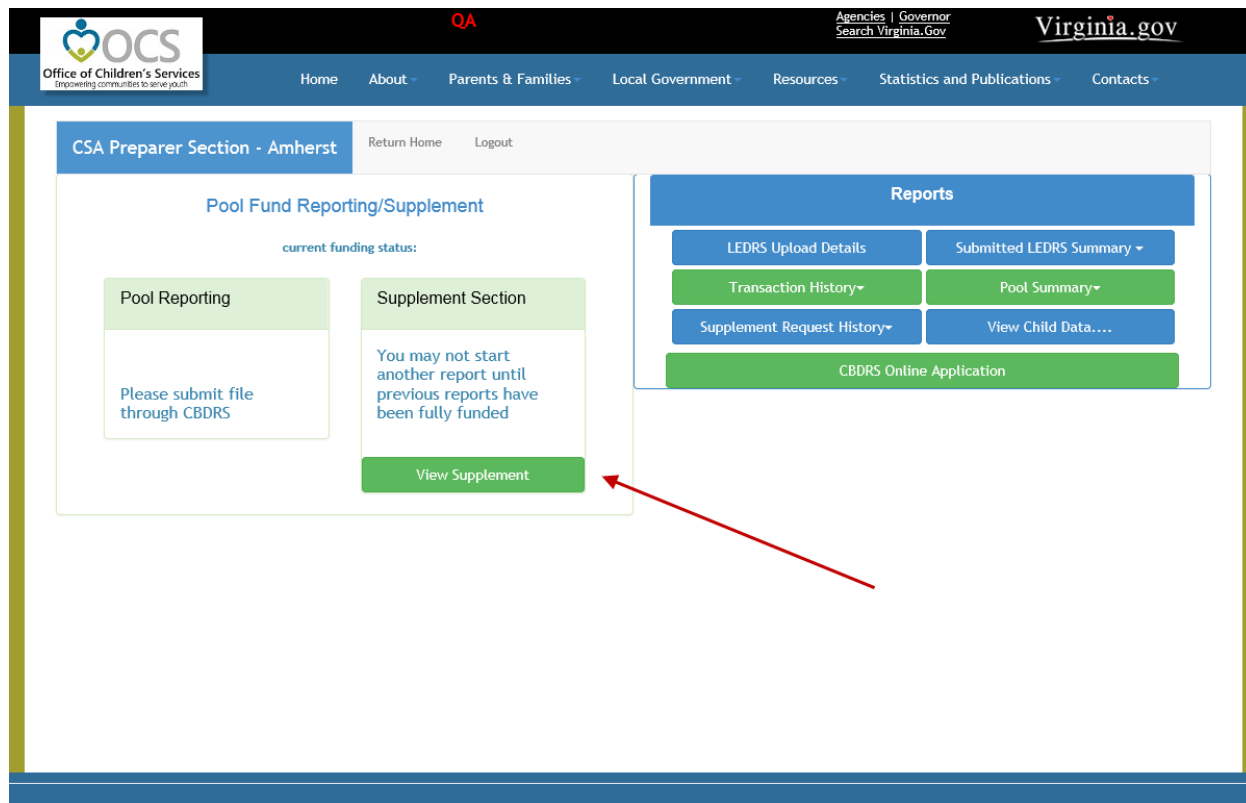 QA
Agencies | Governor
Search Virginia.Gov
Virginia.gov
OCS
Office of Children's Services
Empowering communities to serve youth
Home About Parents & Families Local Government Resources Statistics and Publications Contacts
CSA Preparer Section - Amherst
Return Home Logout
Pool Fund Reporting/Supplement
current funding status:
Pool Reporting
Please submit file
through CBDRS
Supplement Section
You may not start
another report until
previous reports have
been fully funded
View Supplement
Reports
LEDRS Upload Details Submitted LEDRS Summary
Transaction History Pool Summary
Supplement Request History View Child Data....
CBDRS Online Application